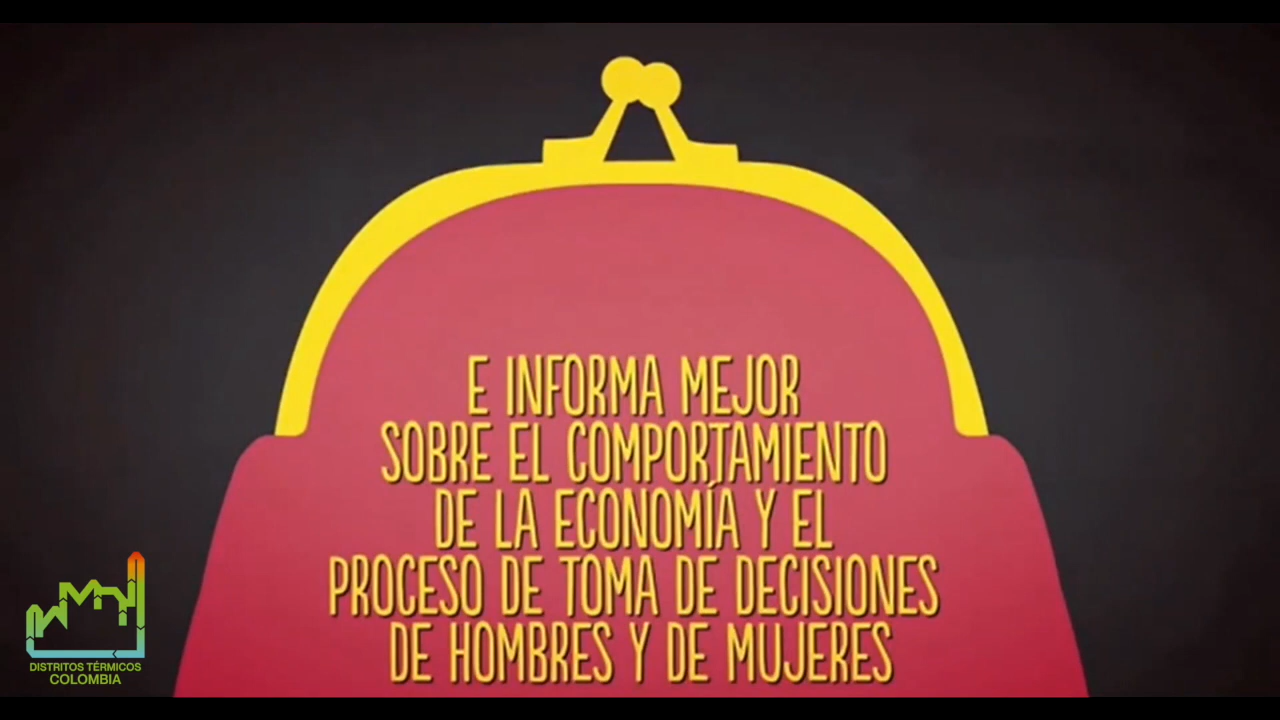 E INFORMA MEJOR
SOBRE EL COMPORTAMIENTO
DE LA ECONOMÍA Y EL
PROCESO DE TOMA DE DECISIONES
DE HOMBRES Y DE MUJERES
DISTRITOS TÉRMICOS
COLOMBIA